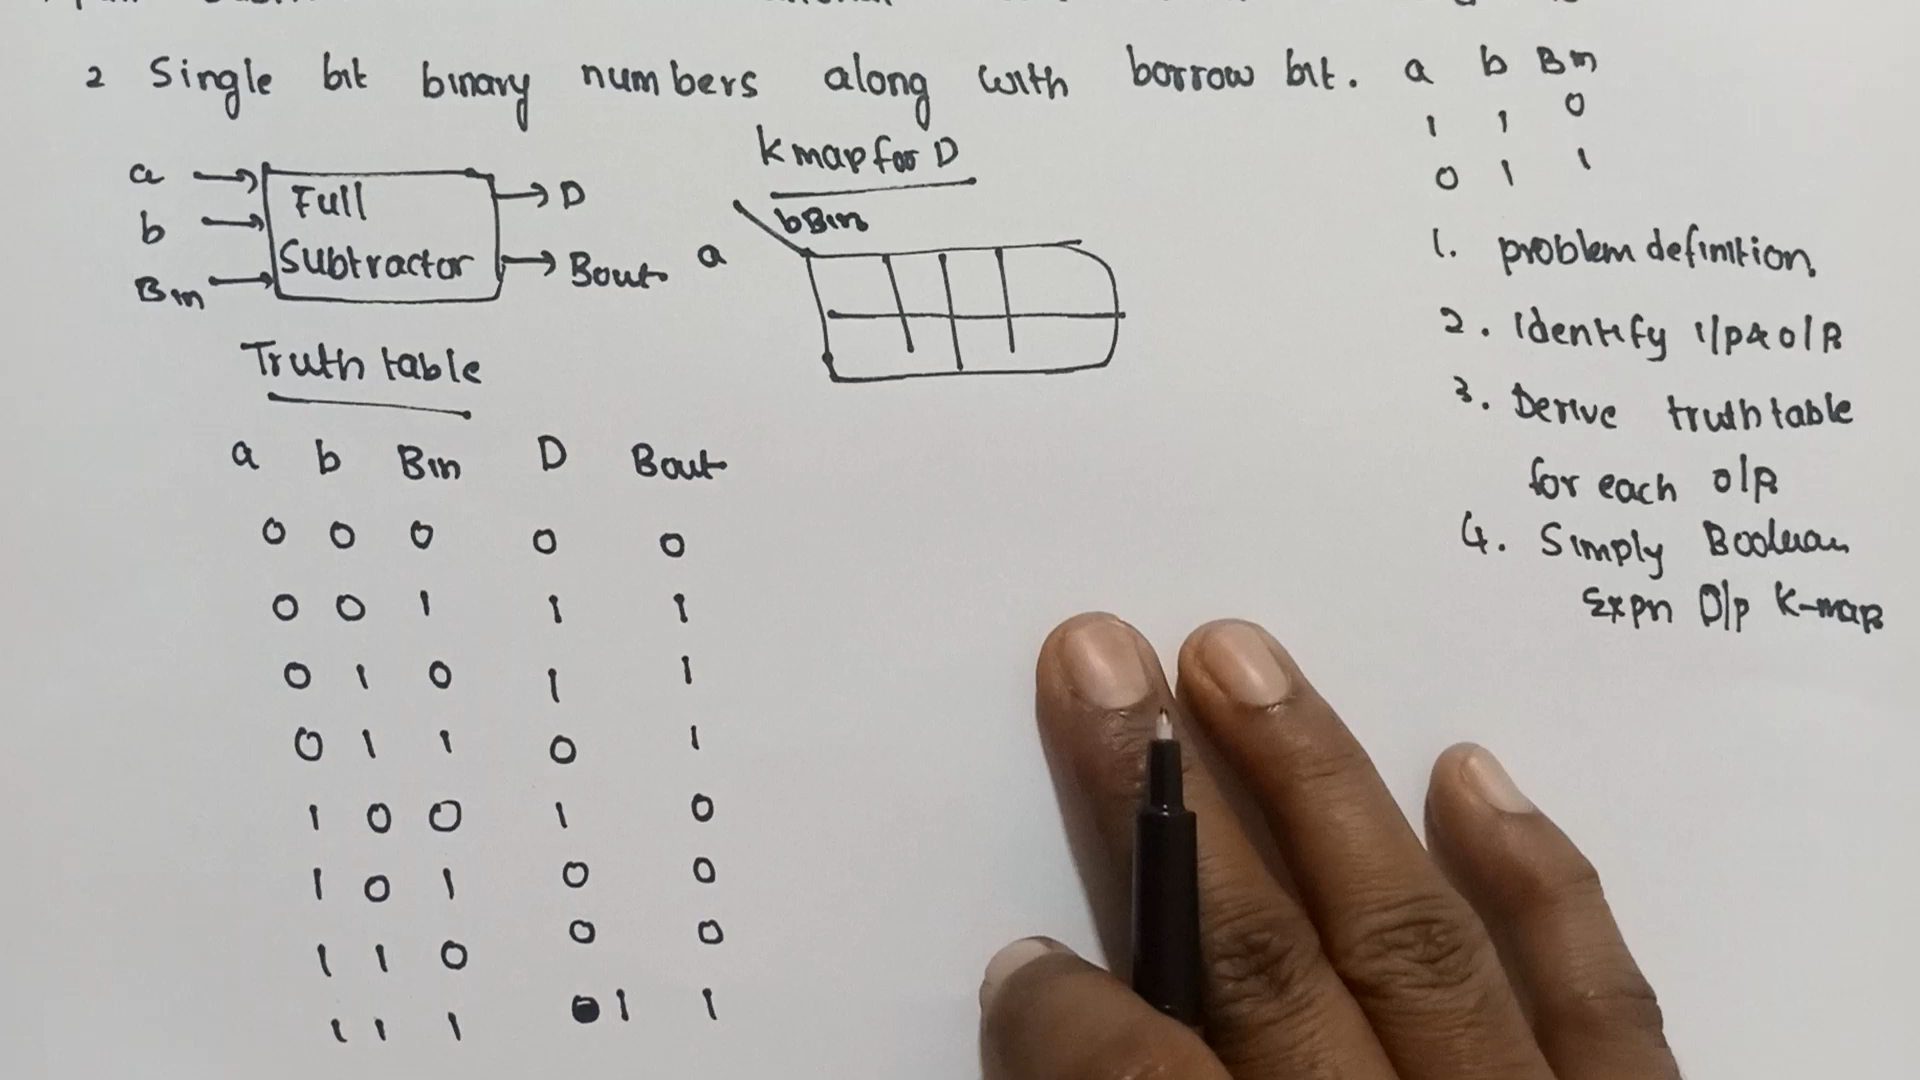 2 Single bit binary numbers along with borrow bit.
a b Bin
1 1 0
0 1 1
a
b
Bin
Full
Subtractor
D
Bout
K map for D
bBin
a
1. problem definition
2. Identify i/p & o/p
3. Derive truth table
for each o/p
4. Simply Boolean
Expn O/p K-map
Truth table
a b Bin D Bout
0 0 0 0 0
0 0 1 1 1
0 1 0 1 1
0 1 1 0 1
1 0 0 1 0
1 0 1 0 0
1 1 0 0 0
1 1 1 1 1